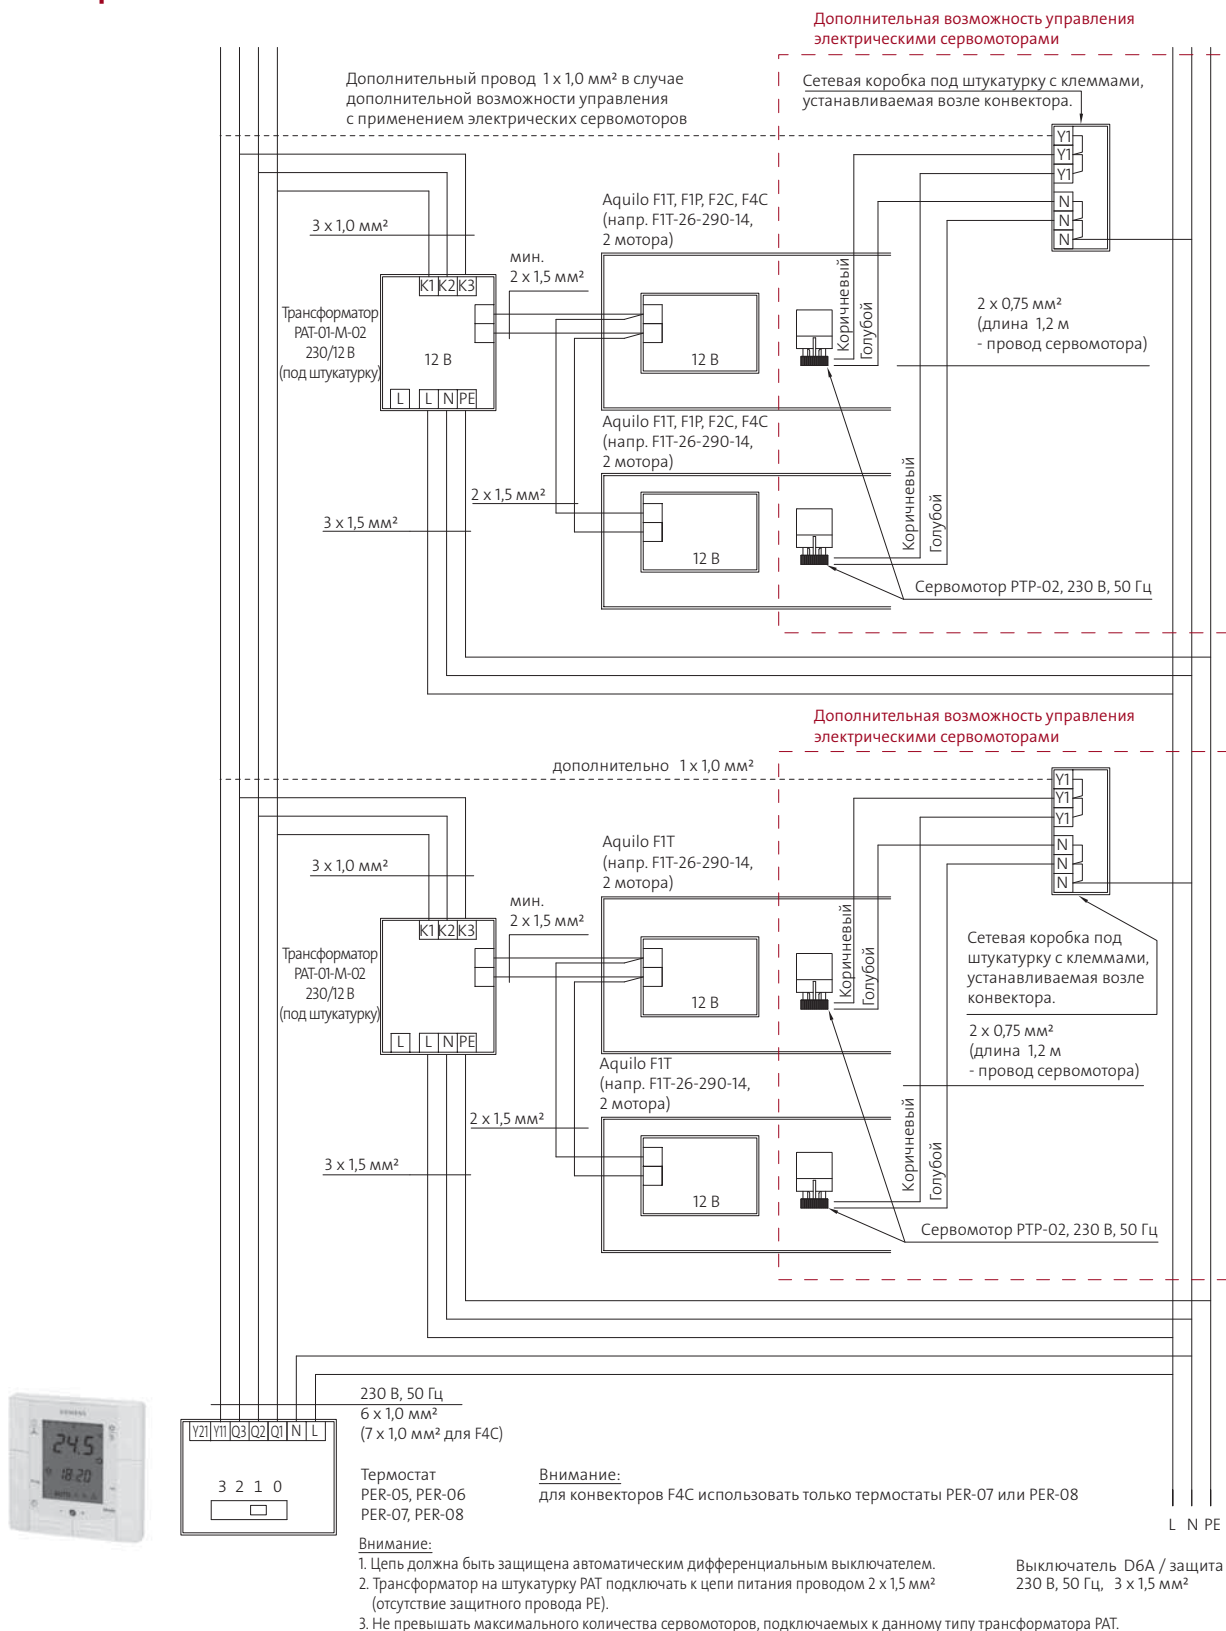 Дополнительная возможность управления
электрическими сервомоторами
Дополнительный провод 1 x 1,0 мм² в случае
дополнительной возможности управления
с применением электрических сервомоторов
Сетевая коробка под штукатурку с клеммами,
устанавливаемая возле конвектора.
Y1
Y1
Y1
N
N
N
Aquilo F1T, F1P, F2C, F4C
(напр. F1T-26-290-14,
2 мотора)
3 x 1,0 мм²
мин.
2 x 1,5 мм²
K1 K2 K3
Трансформатор
PAT-01-M-02
230/12 В
(под штукатурку)
12 В
L L N PE
12 В
Коричневый
Голубой
2 x 0,75 мм²
(длина 1,2 м
- провод сервомотора)
Aquilo F1T, F1P, F2C, F4C
(напр. F1T-26-290-14,
2 мотора)
2 x 1,5 мм²
3 x 1,5 мм²
12 В
Коричневый
Голубой
Сервомотор PTP-02, 230 В, 50 Гц
Дополнительная возможность управления
электрическими сервомоторами
дополнительно 1 x 1,0 мм²
Y1
Y1
Y1
N
N
N
Aquilo F1T
(напр. F1T-26-290-14,
2 мотора)
3 x 1,0 мм²
мин.
2 x 1,5 мм²
K1 K2 K3
Трансформатор
PAT-01-M-02
230/12 В
(под штукатурку)
L L N PE
12 В
Коричневый
Голубой
Сетевая коробка под
штукатурку с клеммами,
устанавливаемая возле
конвектора.
2 x 0,75 мм²
(длина 1,2 м
- провод сервомотора)
Aquilo F1T
(напр. F1T-26-290-14,
2 мотора)
2 x 1,5 мм²
3 x 1,5 мм²
12 В
Коричневый
Голубой
Сервомотор PTP-02, 230 В, 50 Гц
230 В, 50 Гц
6 x 1,0 мм²
(7 x 1,0 мм² для F4C)
SIEMENS
24.5
18:20
Y21 Y11 Q3 Q2 Q1 N L
3 2 1 0
Термостат
PER-05, PER-06
PER-07, PER-08
Внимание:
для конвекторов F4C использовать только термостаты PER-07 или PER-08
L N PE
Внимание:
1. Цепь должна быть защищена автоматическим дифференциальным выключателем.
2. Трансформатор на штукатурку PAT подключать к цепи питания проводом 2 x 1,5 мм²
(отсутствие защитного провода PE).
3. Не превышать максимального количества сервомоторов, подключаемых к данному типу трансформатора PAT.
Выключатель D6A / защита
230 В, 50 Гц, 3 x 1,5 мм²